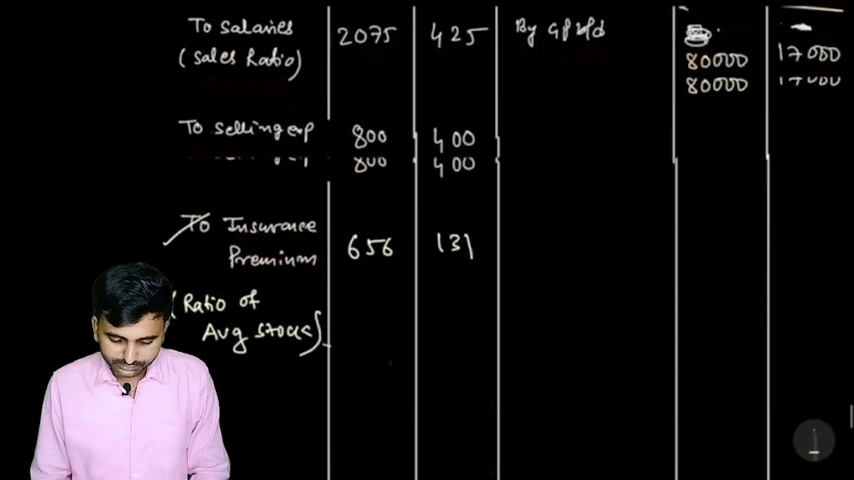 To salaries 2075 425 By GP b/d
(sales Ratio) 80000 17000
80000
To selling exp 800 400
800 400
To Insurance
Premium 656 131
(Ratio of
Avg stock)